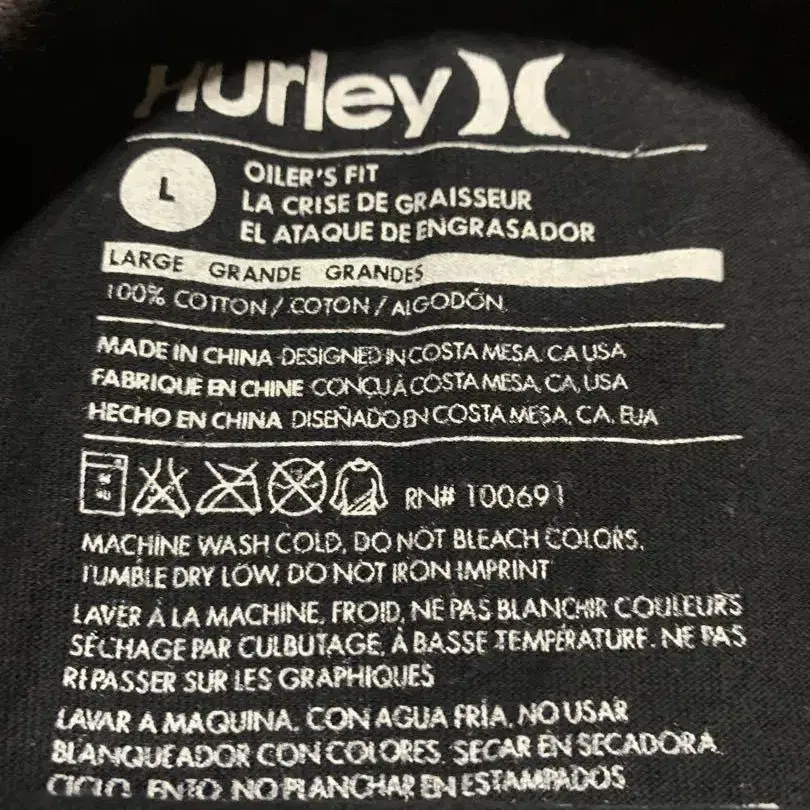 Hurley
L
OILER'S FIT
LA CRISE DE GRAISSEUR
EL ATAQUE DE ENGRASADOR
LARGE GRANDE GRANDES
100% COTTON / COTON / ALGODÓN
MADE IN CHINA DESIGNED IN COSTA MESA, CA USA
FABRIQUE EN CHINE CONÇU À COSTA MESA, CA, USA
HECHO EN CHINA DISEÑADO EN COSTA MESA, CA. EUA
RN# 100691
MACHINE WASH COLD, DO NOT BLEACH COLORS.
TUMBLE DRY LOW, DO NOT IRON IMPRINT
LAVER À LA MACHINE, FROID, NE PAS BLANCHIR COULEURS
SÉCHAGE PAR CULBUTAGE, À BASSE TEMPÉRATURE. NE PAS
REPASSER SUR LES GRAPHIQUES
LAVAR A MAQUINA. CON AGUA FRÍA. NO USAR
BLANQUEADOR CON COLORES. SECAR EN SECADORA
CICLO LENTO. NO PLANCHAR EN ESTAMPADOS